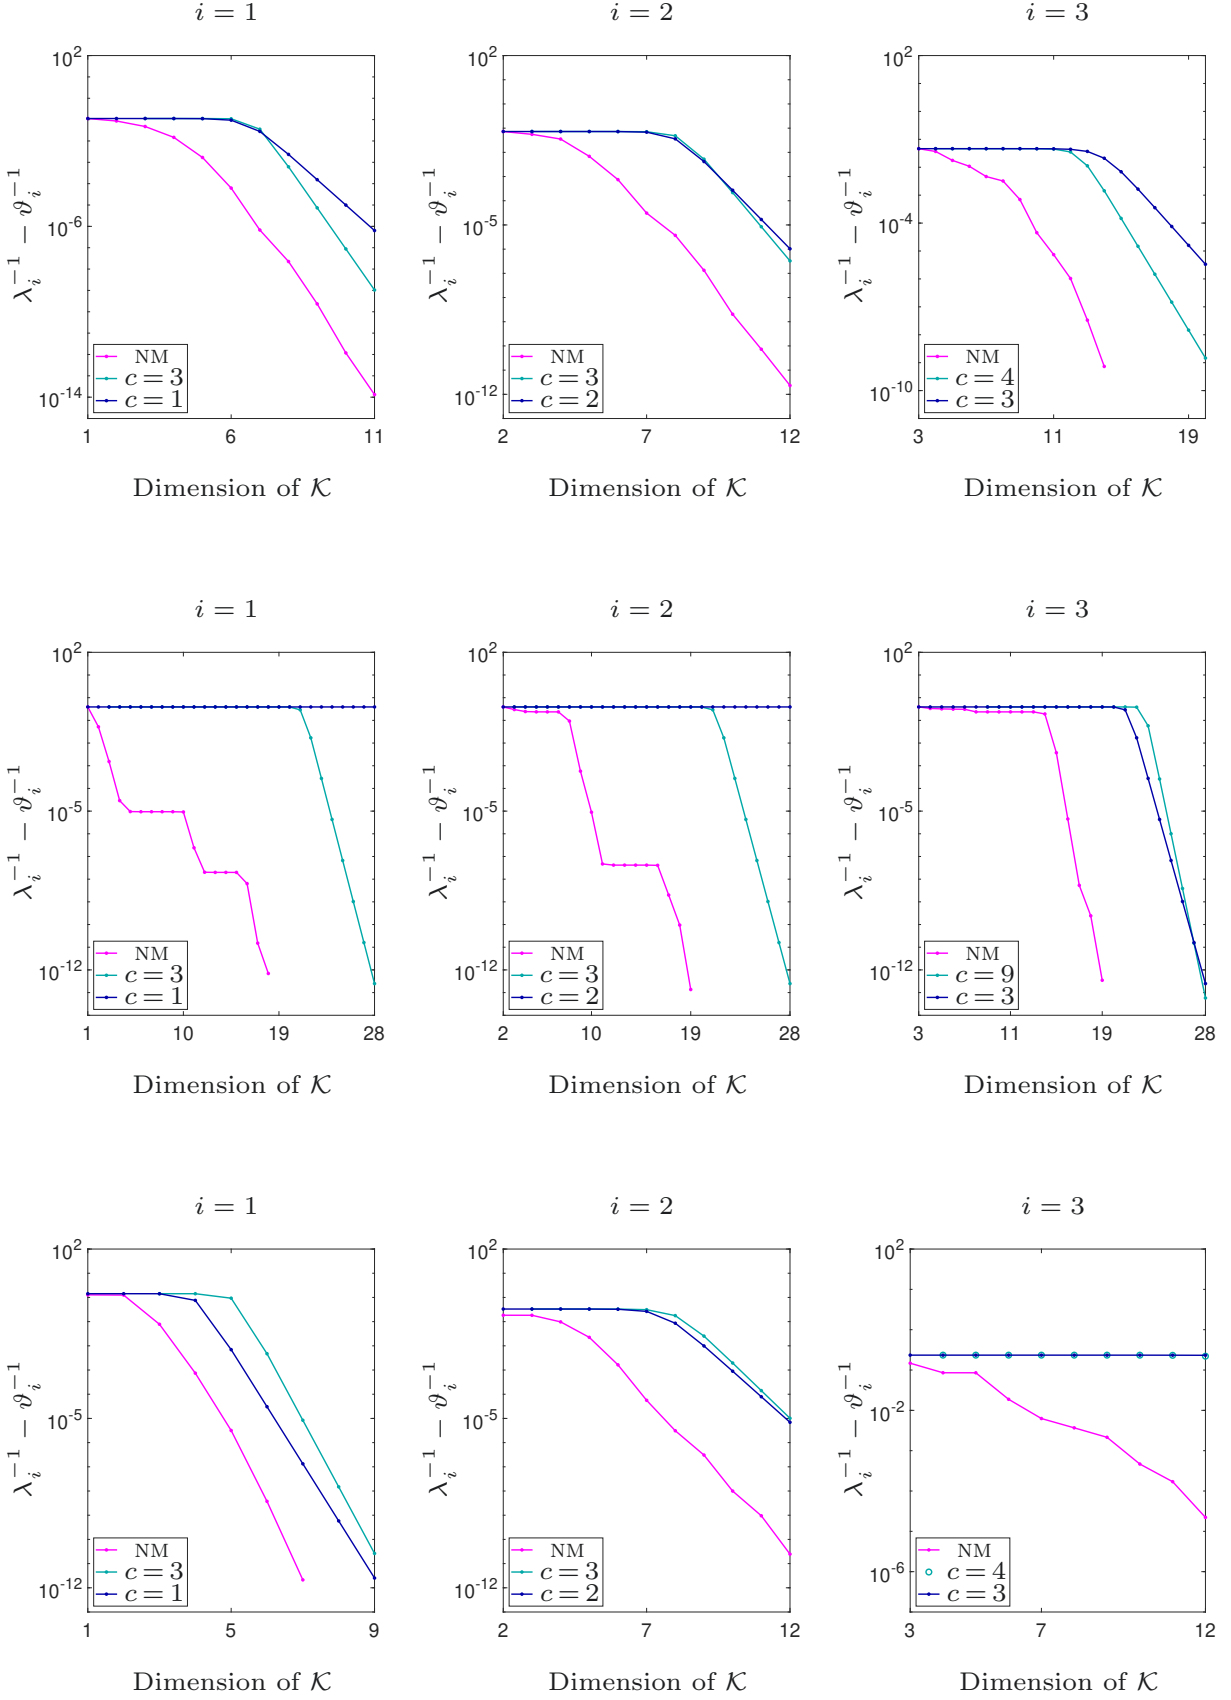 i = 1
i = 2
i = 3
10^2
10^-6
10^-14
λ_i^{-1} − ϑ_i^{-1}
NM
c = 3
c = 1
1 6 11
Dimension of 𝒦
10^2
10^-5
10^-12
λ_i^{-1} − ϑ_i^{-1}
NM
c = 3
c = 2
2 7 12
Dimension of 𝒦
10^2
10^-4
10^-10
λ_i^{-1} − ϑ_i^{-1}
NM
c = 4
c = 3
3 11 19
Dimension of 𝒦
i = 1
i = 2
i = 3
10^2
10^-5
10^-12
λ_i^{-1} − ϑ_i^{-1}
NM
c = 3
c = 1
1 10 19 28
Dimension of 𝒦
10^2
10^-5
10^-12
λ_i^{-1} − ϑ_i^{-1}
NM
c = 3
c = 2
2 10 19 28
Dimension of 𝒦
10^2
10^-5
10^-12
λ_i^{-1} − ϑ_i^{-1}
NM
c = 9
c = 3
3 11 19 28
Dimension of 𝒦
i = 1
i = 2
i = 3
10^2
10^-5
10^-12
λ_i^{-1} − ϑ_i^{-1}
NM
c = 3
c = 1
1 5 9
Dimension of 𝒦
10^2
10^-5
10^-12
λ_i^{-1} − ϑ_i^{-1}
NM
c = 3
c = 2
2 7 12
Dimension of 𝒦
10^2
10^-2
10^-6
λ_i^{-1} − ϑ_i^{-1}
NM
c = 4
c = 3
3 7 12
Dimension of 𝒦